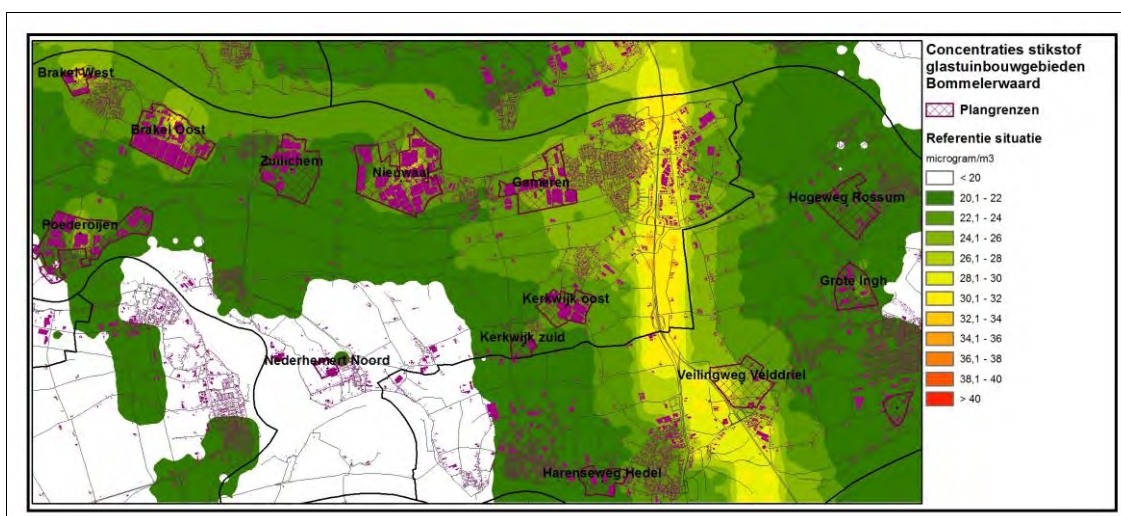 Concentraties stikstof
glastuinbouwgebieden
Bommelerwaard
Plangrenzen
Referentie situatie
microgram/m3
< 20
20,1 - 22
22,1 - 24
24,1 - 26
26,1 - 28
28,1 - 30
30,1 - 32
32,1 - 34
34,1 - 36
36,1 - 38
38,1 - 40
> 40
Brakel West
Brakel Oost
Zuilichem
Nieuwaal
Gameren
Hogeweg Rossum
Poederoijen
Grote Ingh
Kerkwijk oost
Kerkwijk zuid
Nederhemert Noord
Veilingweg Velddriel
Harenseweg Hedel